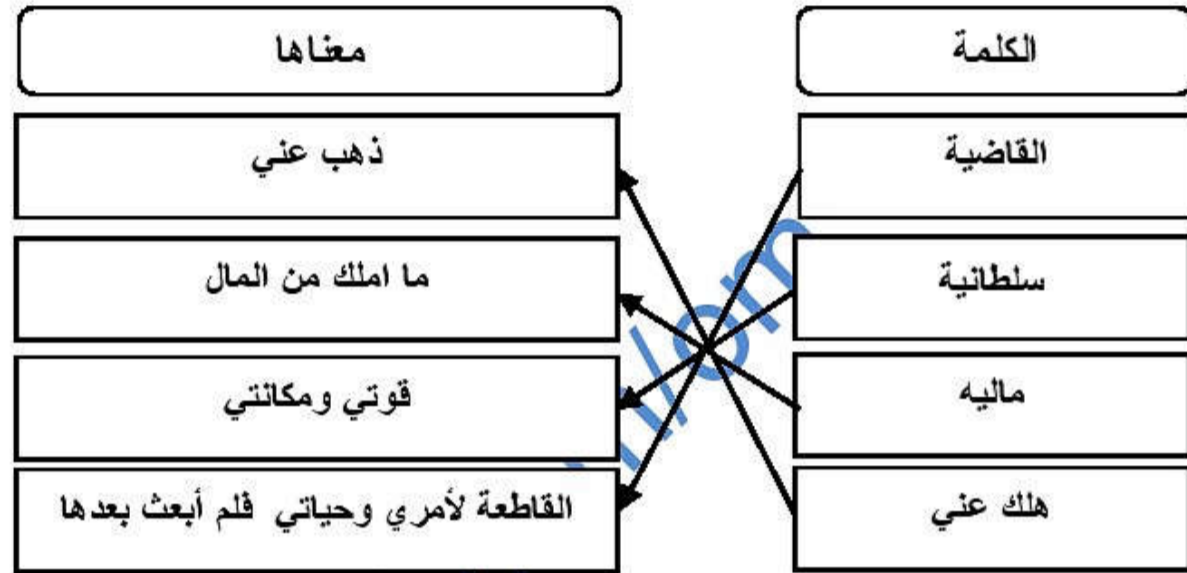 الكلمة
معناها
القاضية
ذهب عني
سلطانية
ما املك من المال
ماليه
قوتي ومكانتي
هلك عني
القاطعة لأمري وحياتي فلم أبعث بعدها
/om